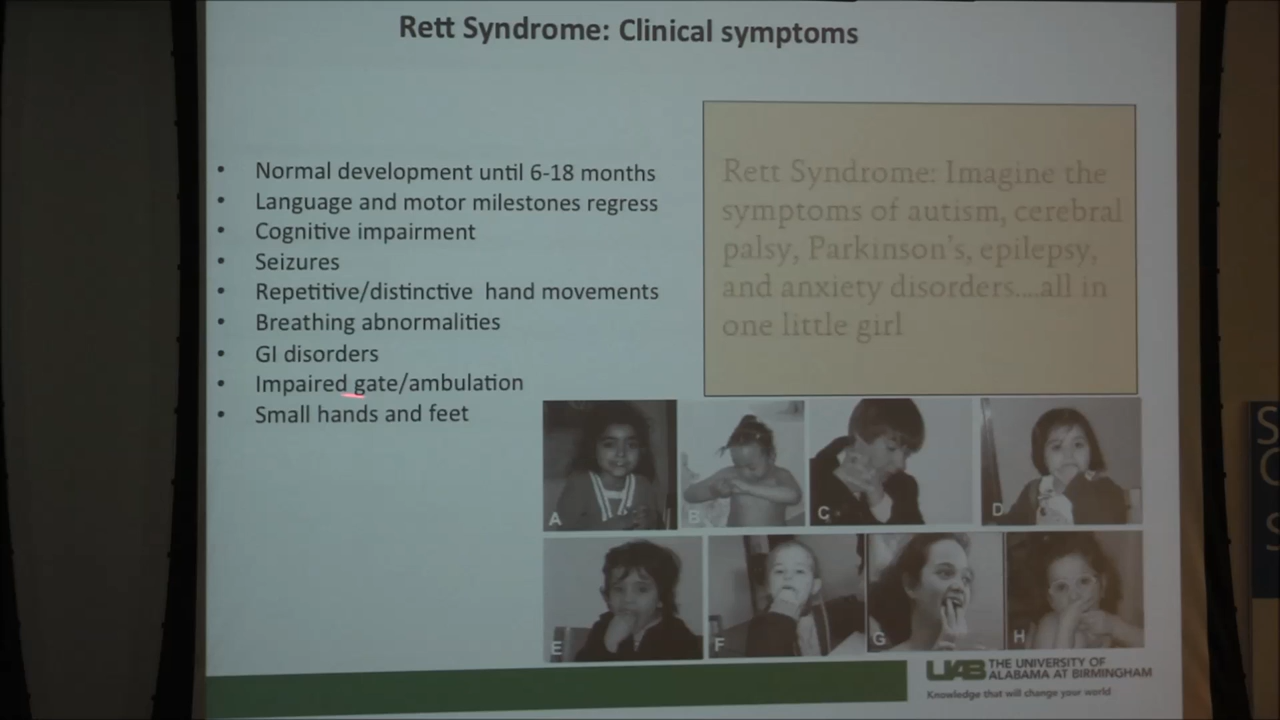 Rett Syndrome: Clinical symptoms
• Normal development until 6-18 months
• Language and motor milestones regress
• Cognitive impairment
• Seizures
• Repetitive/distinctive hand movements
• Breathing abnormalities
• GI disorders
• Impaired gate/ambulation
• Small hands and feet
Rett Syndrome: Imagine the
symptoms of autism, cerebral
palsy, Parkinson's, epilepsy,
and anxiety disorders....all in
one little girl
A
B
C
D
E
F
G
H
UAB THE UNIVERSITY OF
ALABAMA AT BIRMINGHAM
Knowledge that will change your world